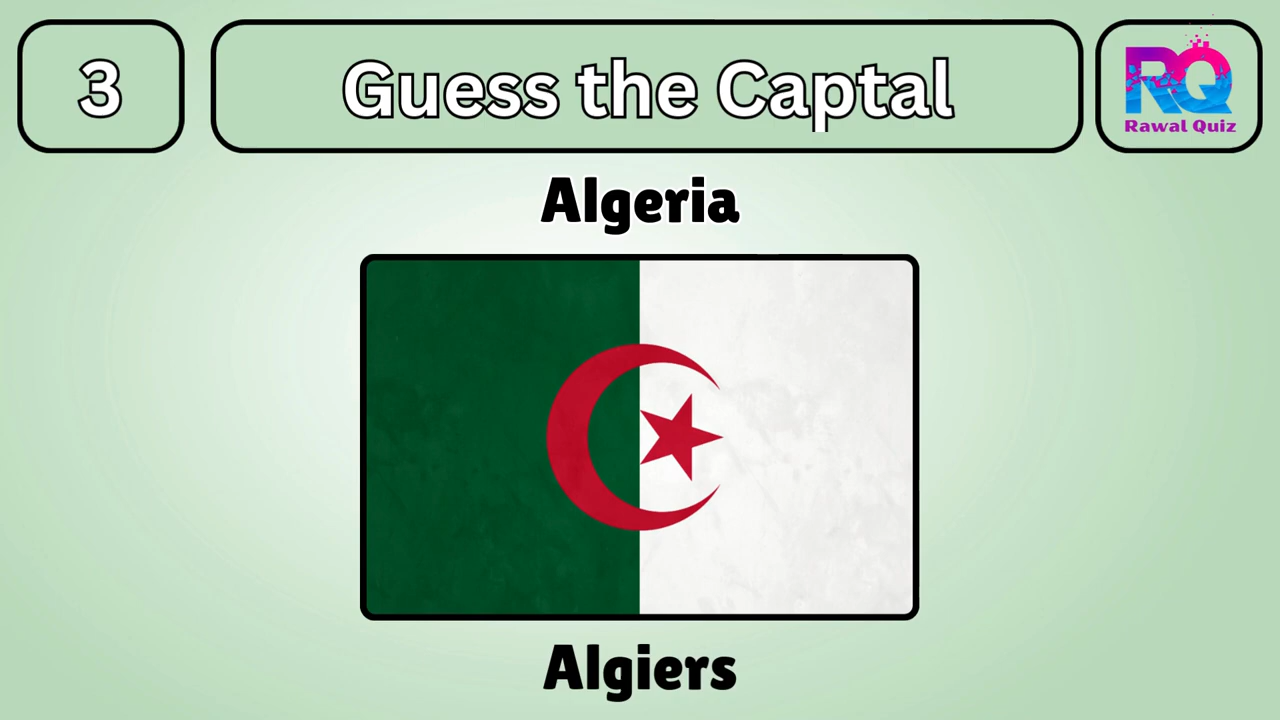 3
Guess the Captal
RQ
Rawal Quiz
Algeria
Algiers